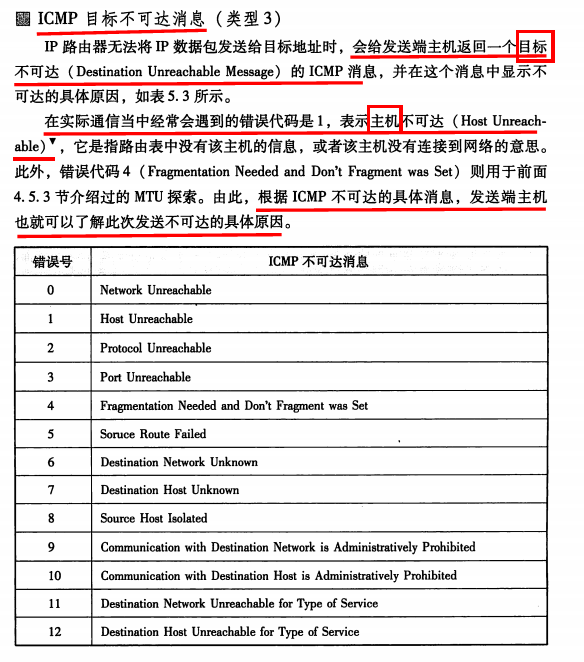 ICMP 目标不可达消息（类型 3）
IP 路由器无法将 IP 数据包发送给目标地址时，会给发送端主机返回一个目标
不可达（Destination Unreachable Message）的 ICMP 消息，并在这个消息中显示不
可达的具体原因，如表 5.3 所示。
在实际通信当中经常会遇到的错误代码是 1，表示主机不可达（Host Unreach-
able）▼，它是指路由表中没有该主机的信息，或者该主机没有连接到网络的意思。
此外，错误代码 4（Fragmentation Needed and Don't Fragment was Set）则用于前面
4.5.3 节介绍过的 MTU 探索。由此，根据 ICMP 不可达的具体消息，发送端主机
也就可以了解此次发送不可达的具体原因。
错误号 ICMP 不可达消息
0 Network Unreachable
1 Host Unreachable
2 Protocol Unreachable
3 Port Unreachable
4 Fragmentation Needed and Don't Fragment was Set
5 Soruce Route Failed
6 Destination Network Unknown
7 Destination Host Unknown
8 Source Host Isolated
9 Communication with Destination Network is Administratively Prohibited
10 Communication with Destination Host is Administratively Prohibited
11 Destination Network Unreachable for Type of Service
12 Destination Host Unreachable for Type of Service